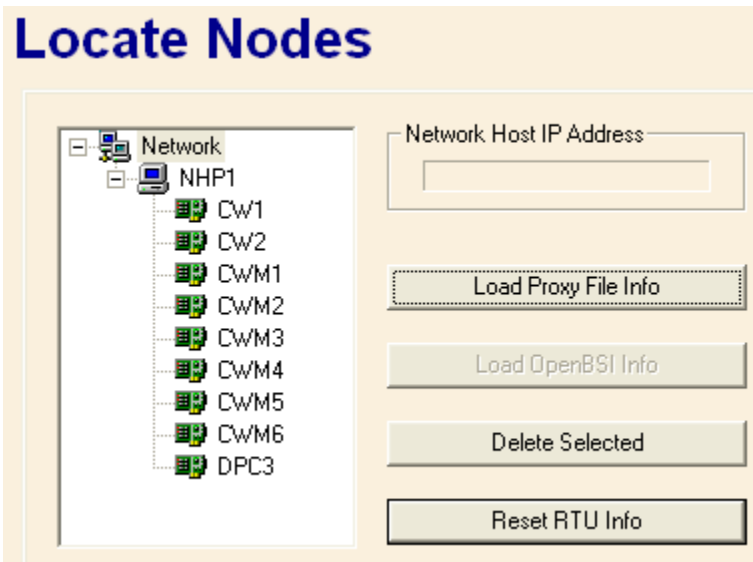 Locate Nodes
Network
NHP1
CW1
CW2
CWM1
CWM2
CWM3
CWM4
CWM5
CWM6
DPC3
Network Host IP Address
Load Proxy File Info
Load OpenBSI Info
Delete Selected
Reset RTU Info